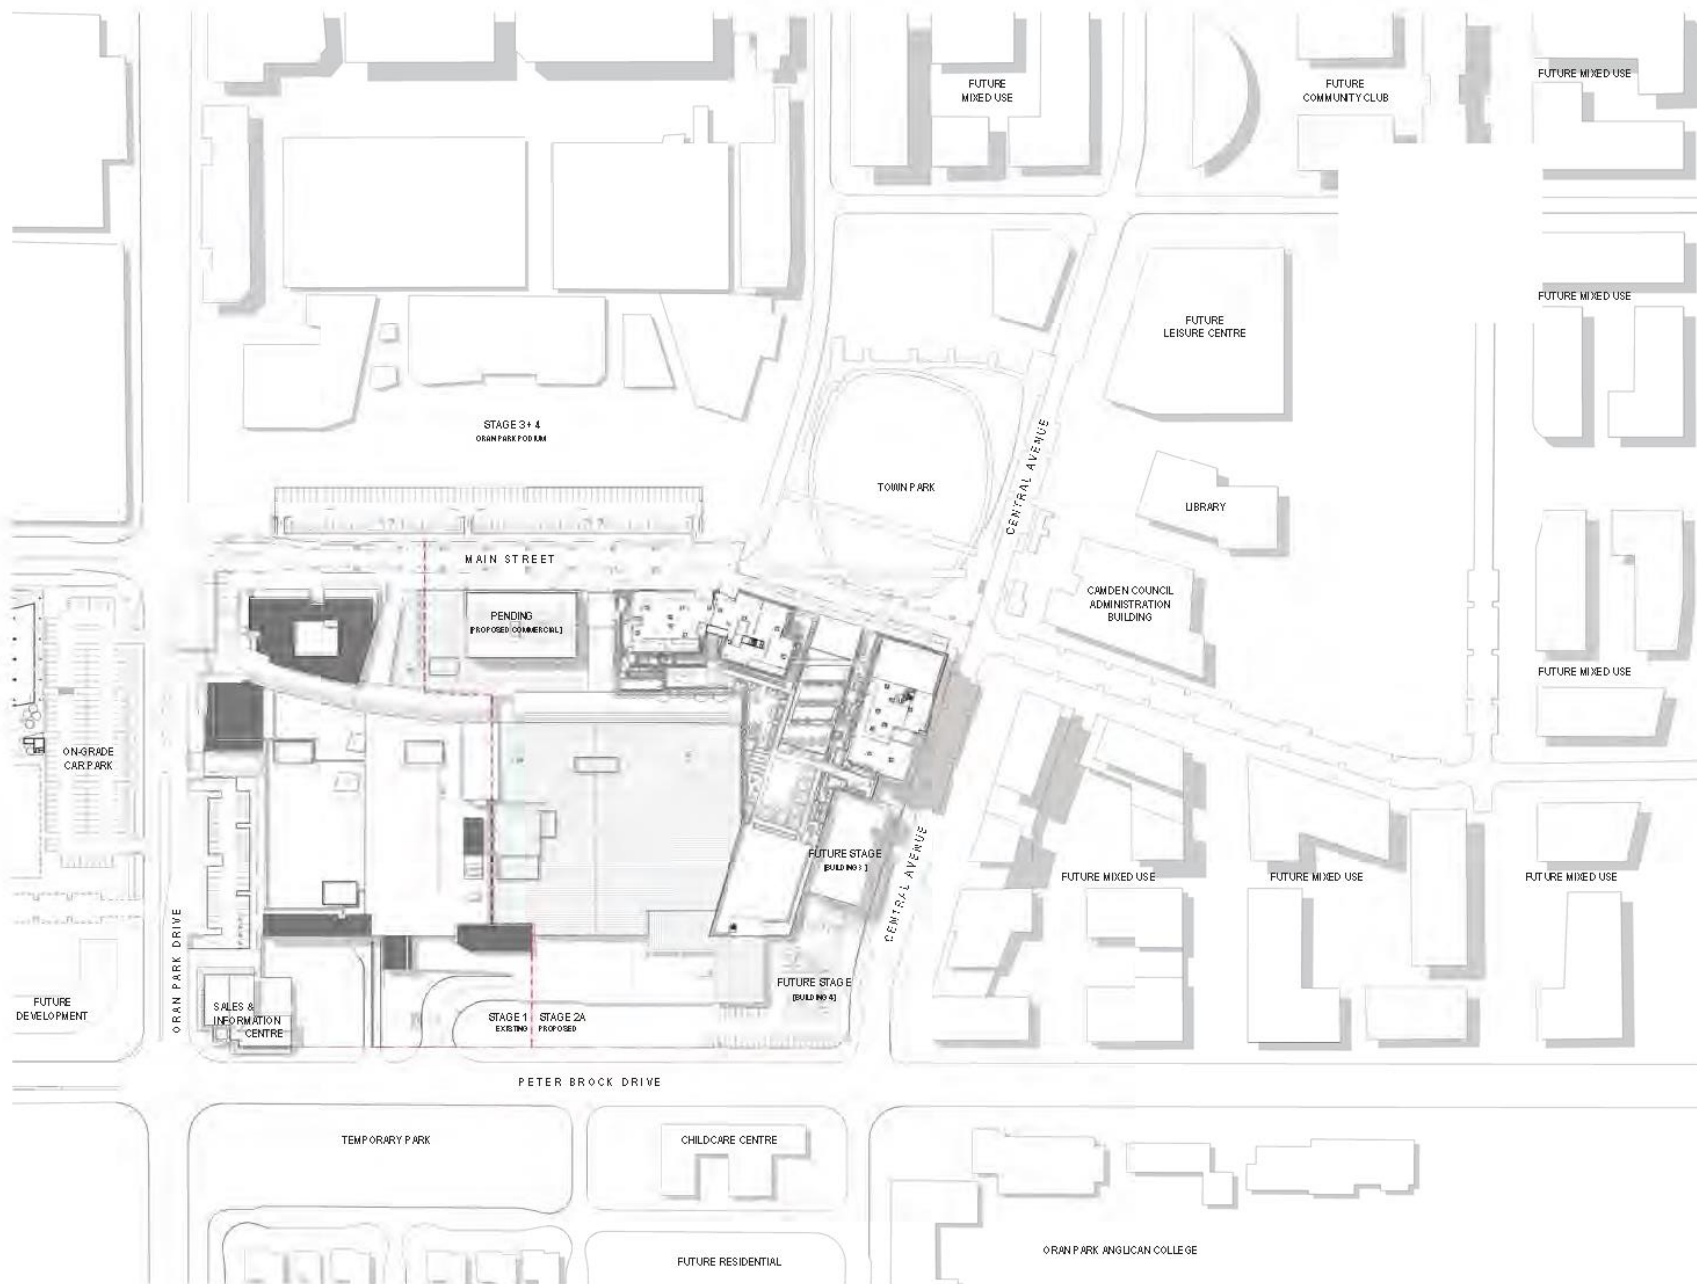 FUTURE
MIXED USE
FUTURE
COMMUNITY CLUB
FUTURE MIXED USE
FUTURE MIXED USE
FUTURE
LEISURE CENTRE
STAGE 3+ 4
ORAN PARK PODIUM
TOWN PARK
CENTRAL AVENUE
LIBRARY
MAIN STREET
CAMDEN COUNCIL
ADMINISTRATION
BUILDING
PENDING
[PROPOSED COMMERCIAL]
FUTURE MIXED USE
ON-GRADE
CAR PARK
FUTURE STAGE
[BUILDING 3]
CENTRAL AVENUE
FUTURE MIXED USE
FUTURE MIXED USE
FUTURE MIXED USE
ORAN PARK DRIVE
FUTURE STAGE
[BUILDING 4]
FUTURE
DEVELOPMENT
SALES &
INFORMATION
CENTRE
STAGE 1
EXISTING
STAGE 2A
PROPOSED
PETER BROCK DRIVE
TEMPORARY PARK
CHILDCARE CENTRE
FUTURE RESIDENTIAL
ORAN PARK ANGLICAN COLLEGE